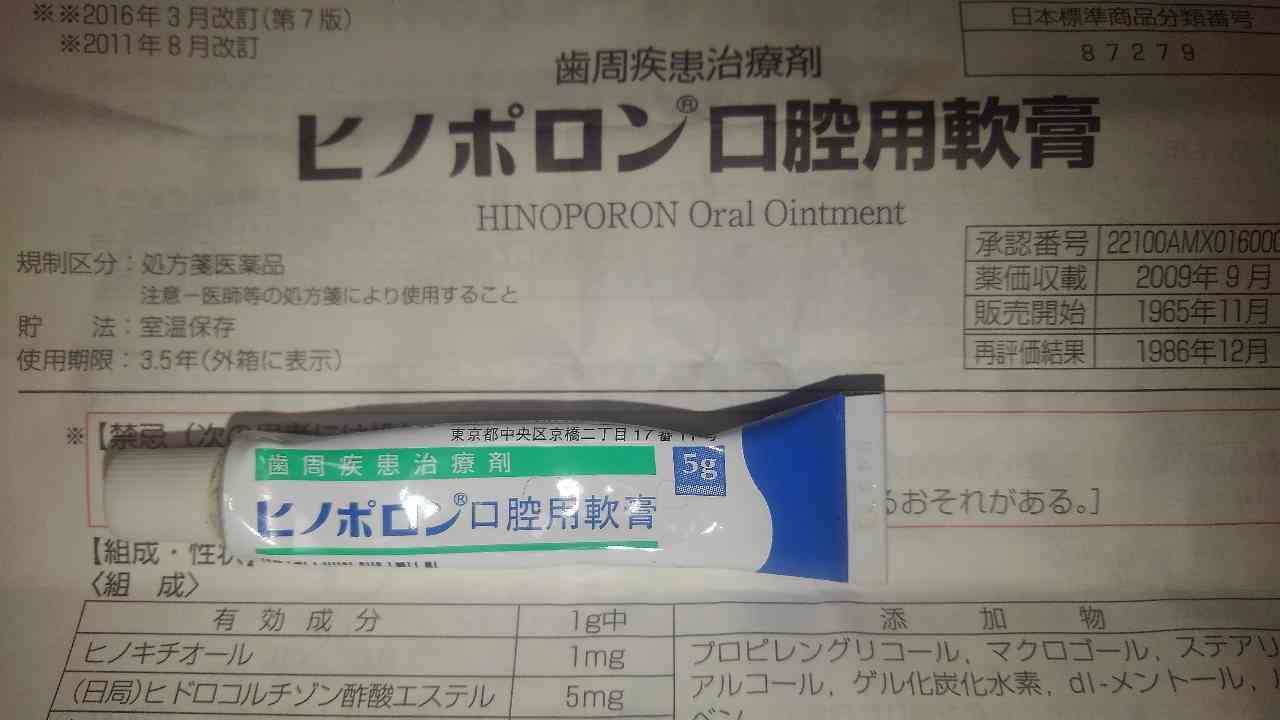 ※※2016年3月改訂(第7版)
※2011年8月改訂
日本標準商品分類番号
87279
歯周疾患治療剤
ヒノポロン®口腔用軟膏
HINOPORON Oral Ointment
規制区分:処方箋医薬品
注意－医師等の処方箋により使用すること
貯 法:室温保存
使用期限:3.5年(外箱に表示)
承認番号 22100AMX01600
薬価収載 2009年9月
販売開始 1965年11月
再評価結果 1986年12月
※【禁忌
るおそれがある。]
東京都中央区京橋二丁目17番11号
歯周疾患治療剤
5g
ヒノポロン®口腔用軟膏
【組成・性状】
〈組 成〉
有効成分 1g中 添加物
ヒノキチオール 1mg プロピレングリコール, マクロゴール, ステアリ
(日局)ヒドロコルチゾン酢酸エステル 5mg アルコール, ゲル化炭化水素, dl-メントール,
ベン